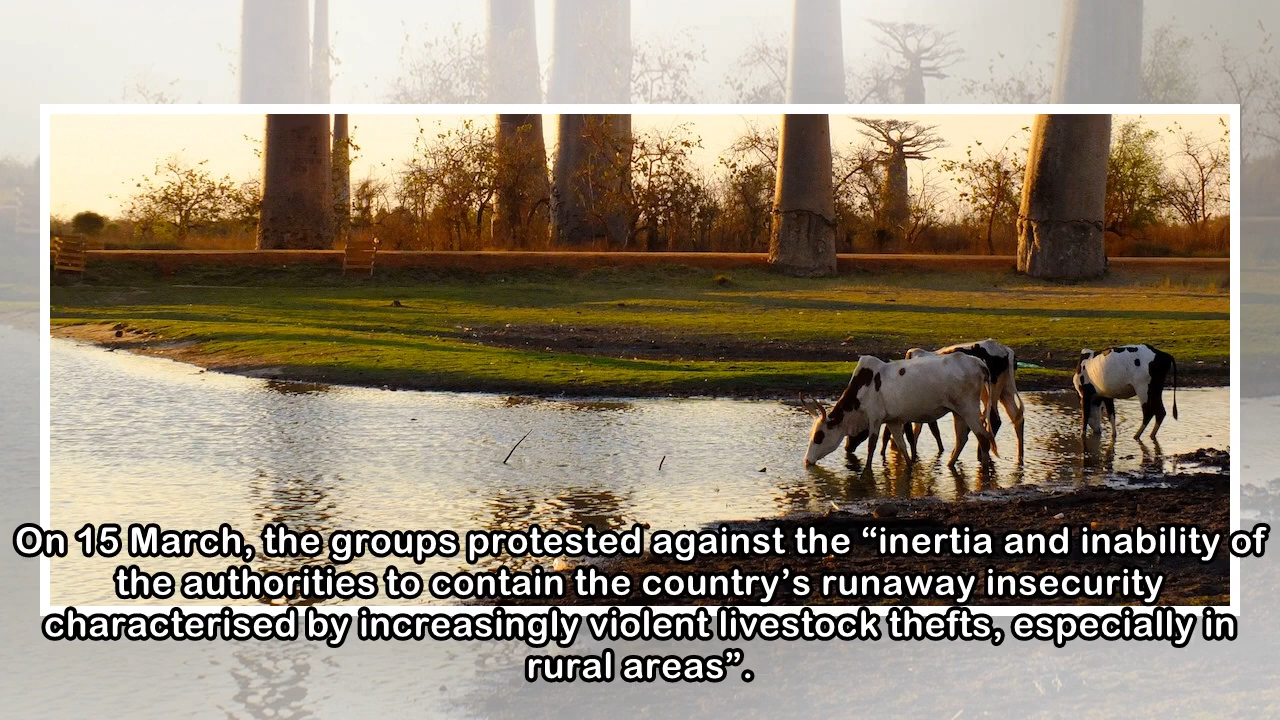 On 15 March, the groups protested against the “inertia and inability of
the authorities to contain the country’s runaway insecurity
characterised by increasingly violent livestock thefts, especially in
rural areas”.